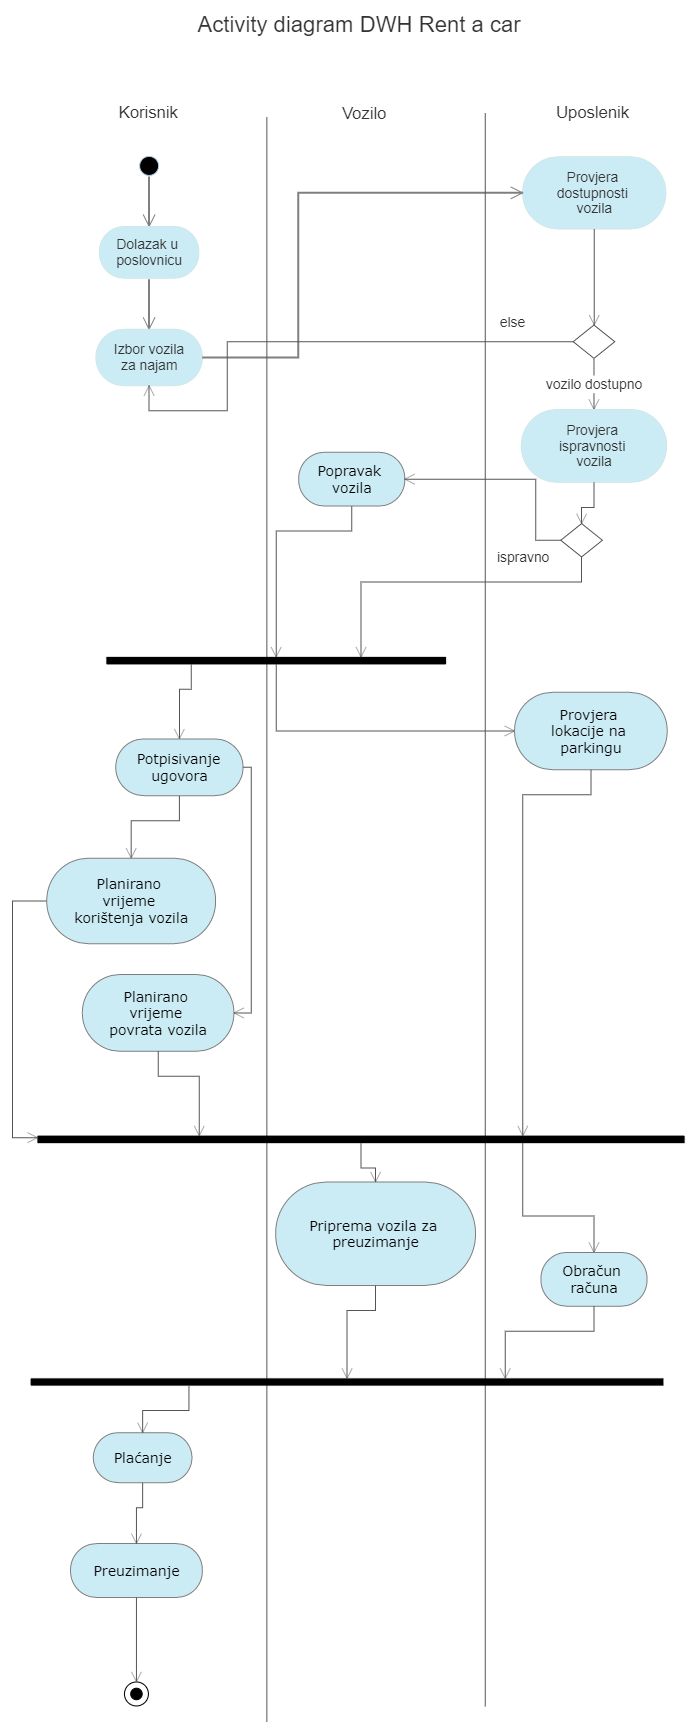 Activity diagram DWH Rent a car
Korisnik
Vozilo
Uposlenik
Provjera
dostupnosti
vozila
Dolazak u
poslovnicu
else
Izbor vozila
za najam
vozilo dostupno
Provjera
ispravnosti
vozila
Popravak
vozila
ispravno
Provjera
lokacije na
parkingu
Potpisivanje
ugovora
Planirano
vrijeme
korištenja vozila
Planirano
vrijeme
povrata vozila
Priprema vozila za
preuzimanje
Obračun
računa
Plaćanje
Preuzimanje